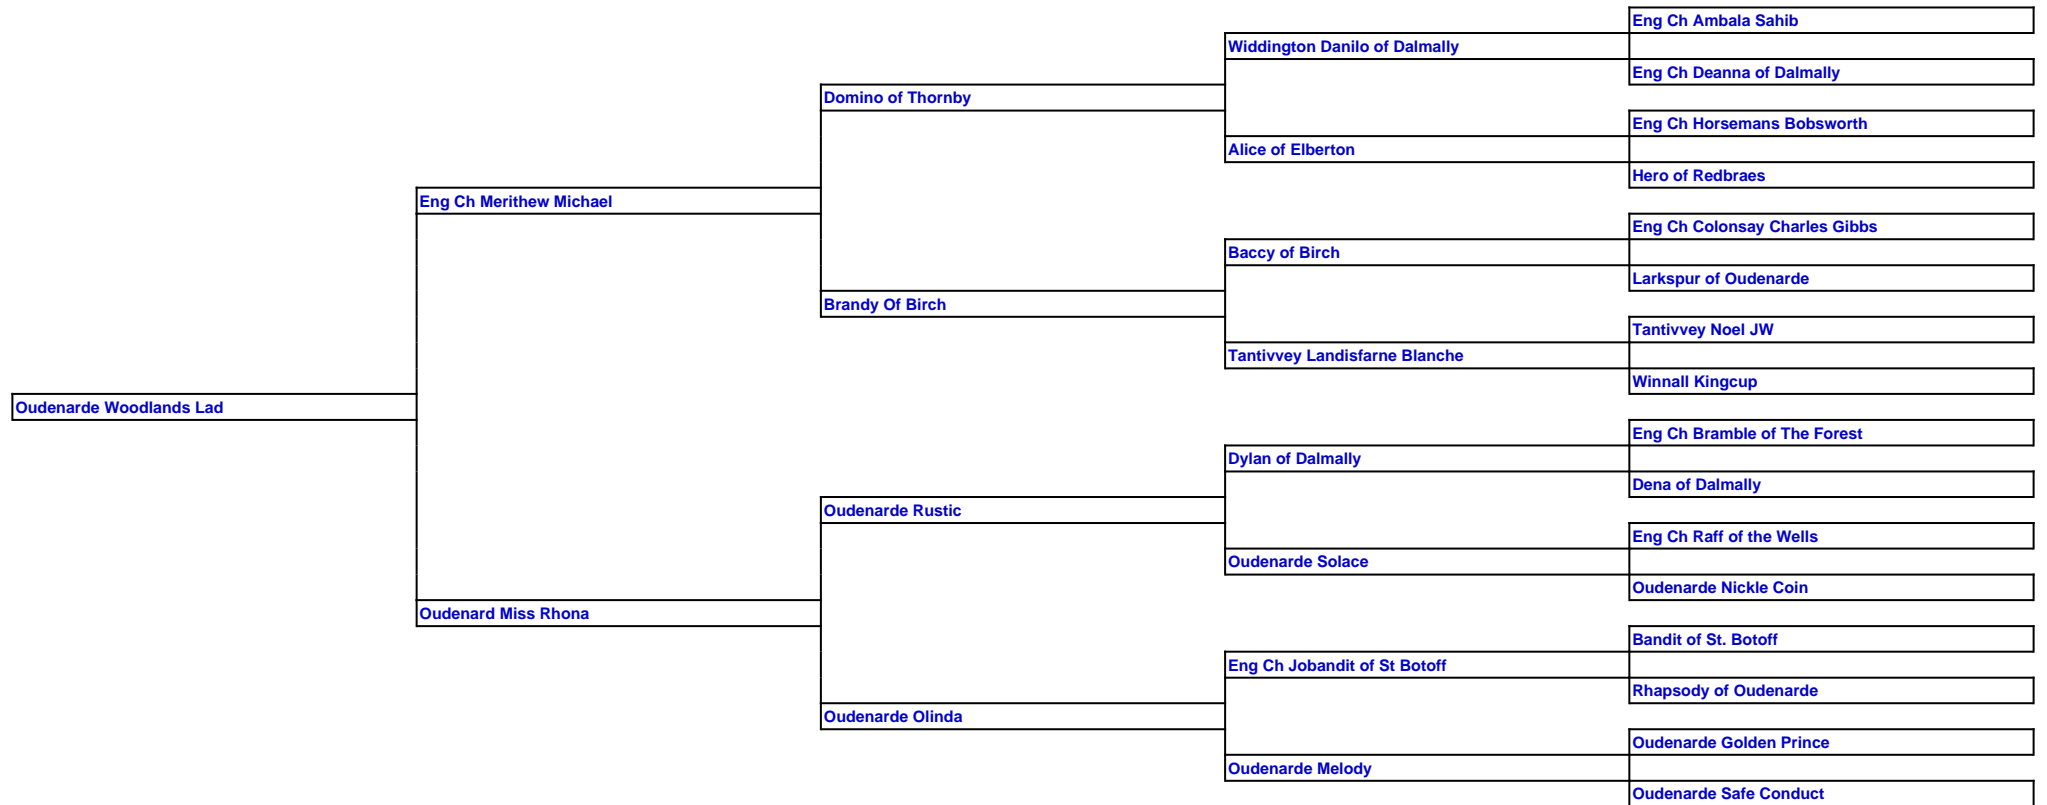 Eng Ch Ambala Sahib
Widdington Danilo of Dalmally
Eng Ch Deanna of Dalmally
Domino of Thornby
Eng Ch Horsemans Bobsworth
Alice of Elberton
Hero of Redbraes
Eng Ch Merithew Michael
Eng Ch Colonsay Charles Gibbs
Baccy of Birch
Larkspur of Oudenarde
Brandy Of Birch
Tantivvey Noel JW
Tantivvey Landisfarne Blanche
Winnall Kingcup
Oudenarde Woodlands Lad
Eng Ch Bramble of The Forest
Dylan of Dalmally
Dena of Dalmally
Oudenarde Rustic
Eng Ch Raff of the Wells
Oudenarde Solace
Oudenarde Nickle Coin
Oudenard Miss Rhona
Bandit of St. Botoff
Eng Ch Jobandit of St Botoff
Rhapsody of Oudenarde
Oudenarde Olinda
Oudenarde Golden Prince
Oudenarde Melody
Oudenarde Safe Conduct